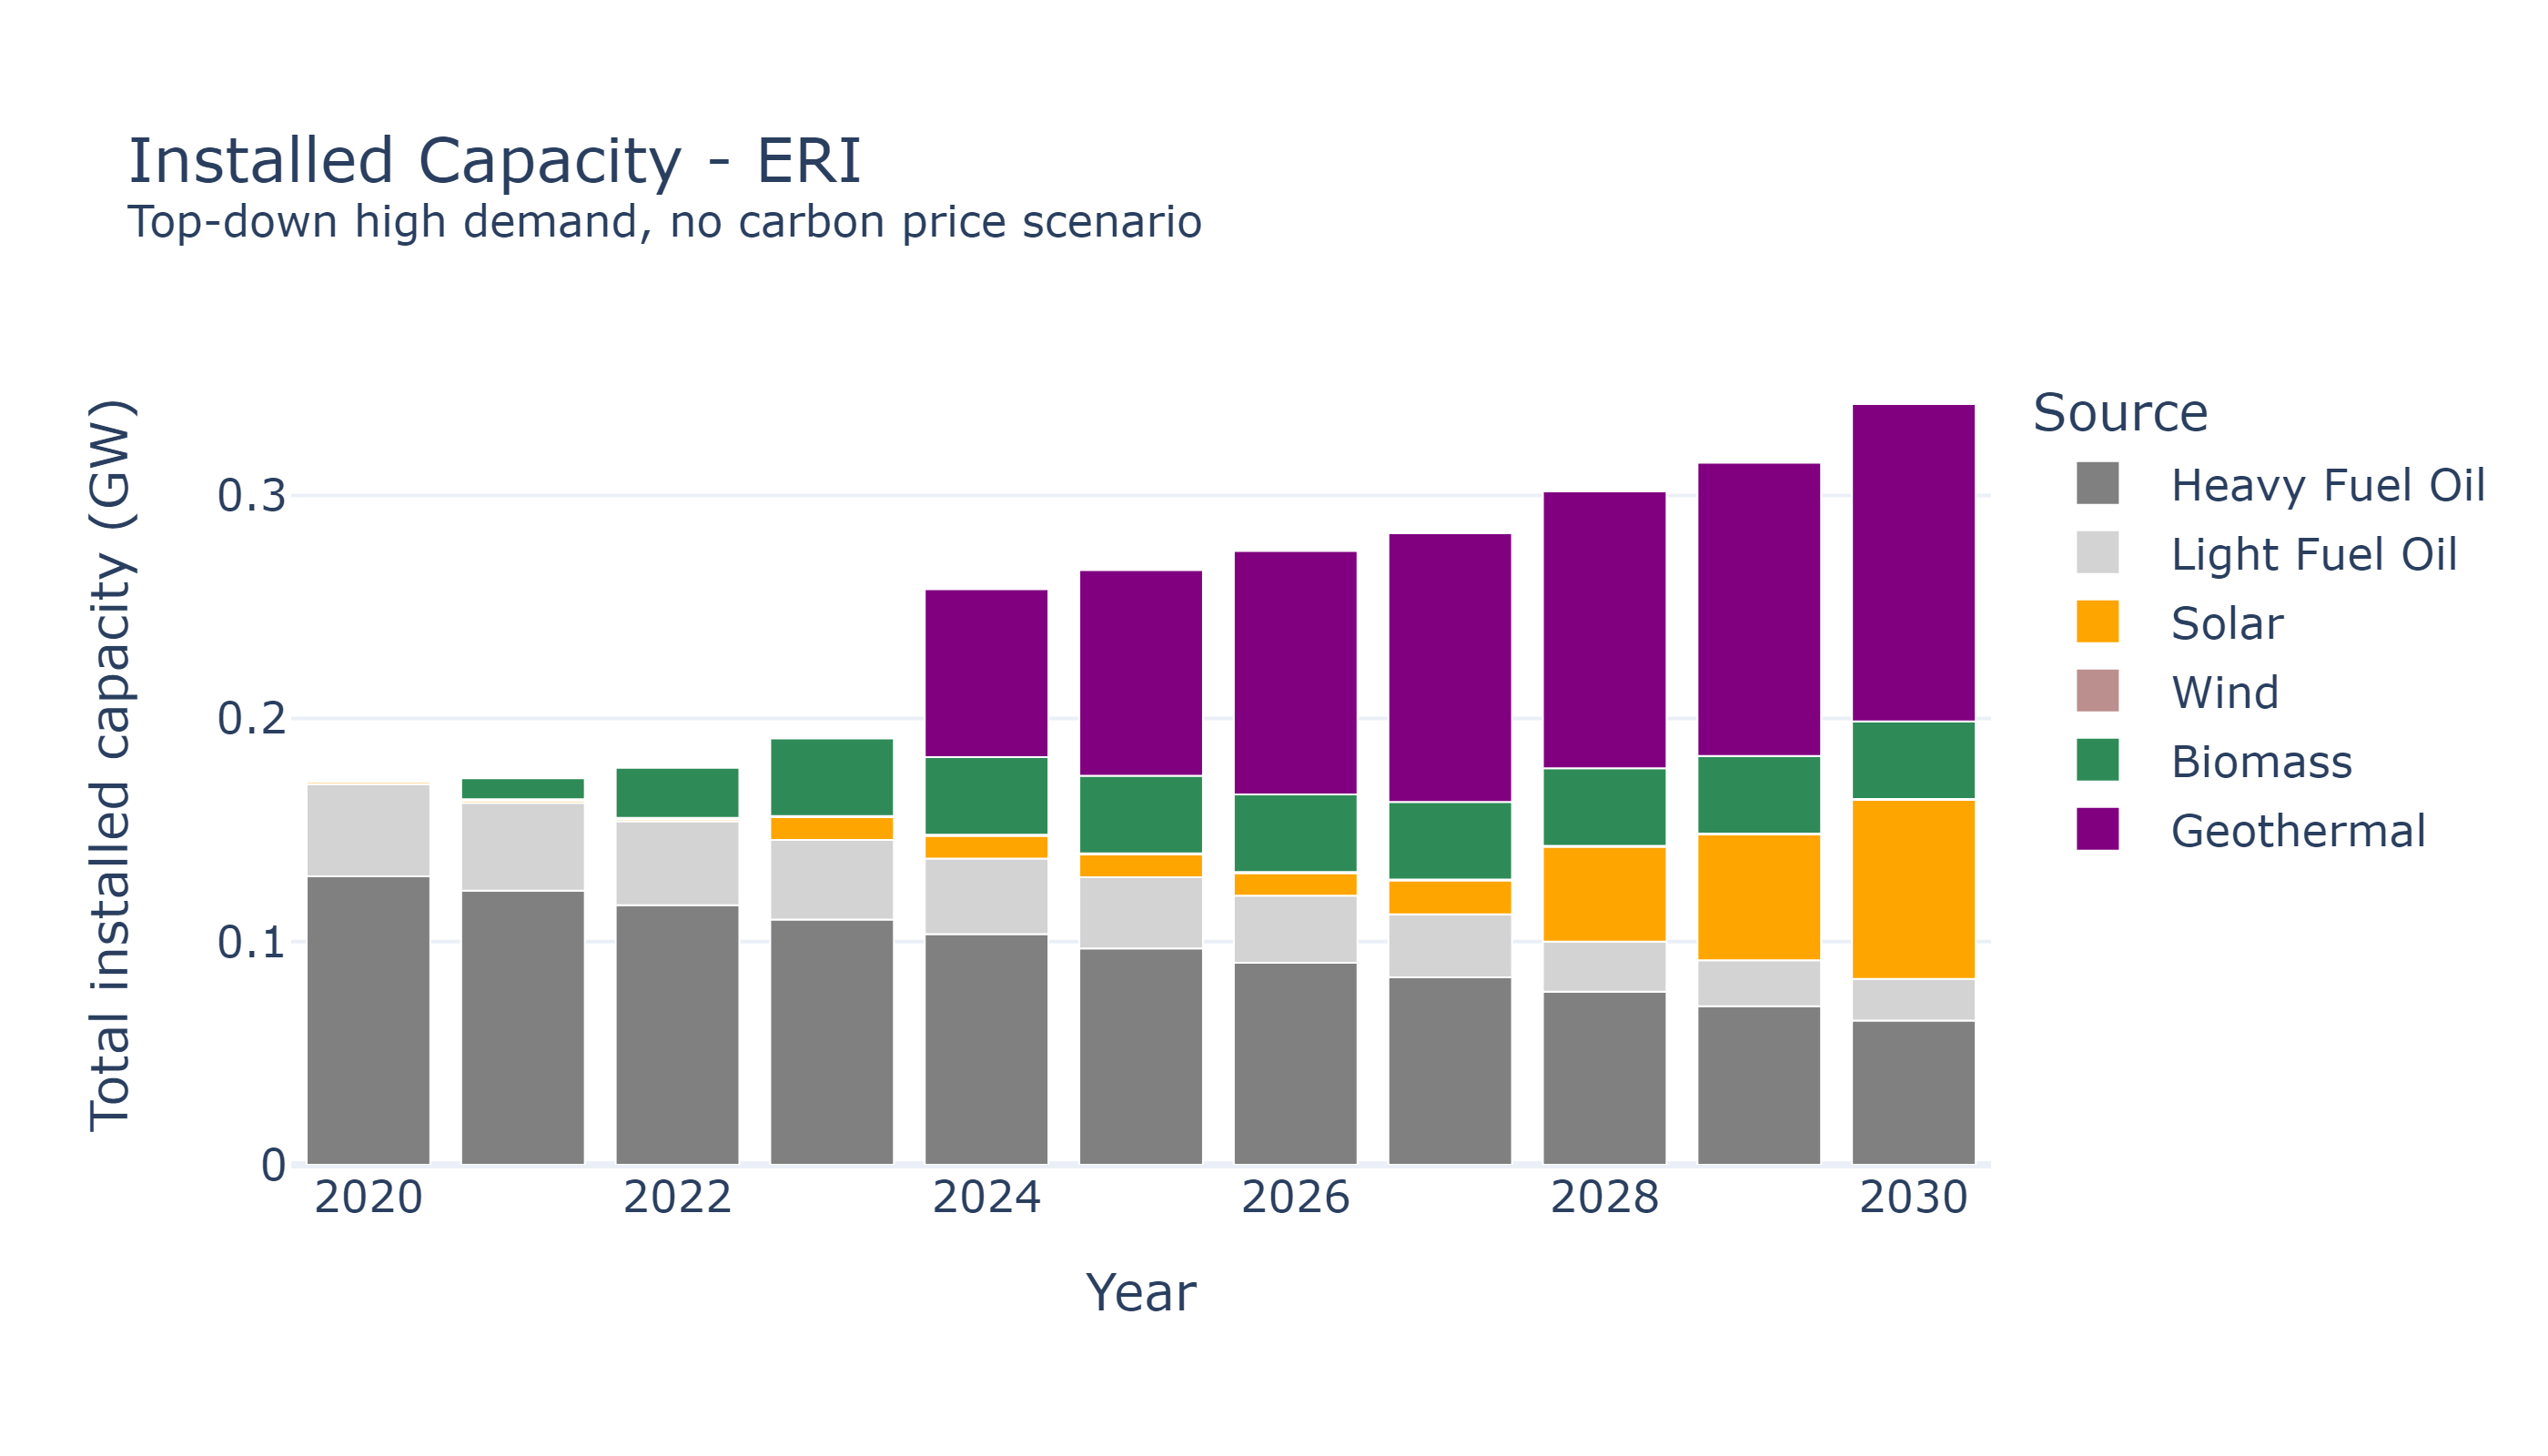 Installed Capacity - ERI
Top-down high demand, no carbon price scenario
Total installed capacity (GW)
0.3
0.2
0.1
0
2020 2022 2024 2026 2028 2030
Year
Source
Heavy Fuel Oil
Light Fuel Oil
Solar
Wind
Biomass
Geothermal